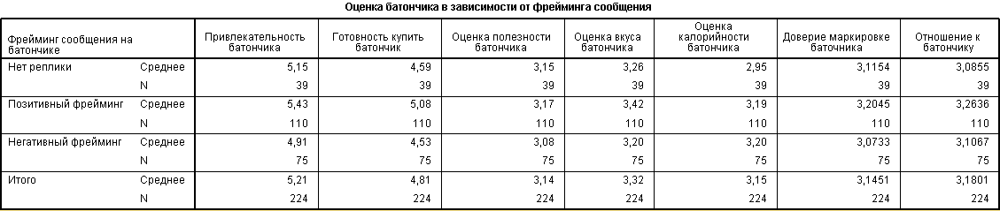 Оценка батончика в зависимости от фрейминга сообщения
Фрейминг сообщения на батончике Привлекательность батончика Готовность купить батончик Оценка полезности батончика Оценка вкуса батончика Оценка калорийности батончика Доверие маркировке баточника Отношение к батончику
Нет реплики Среднее 5,15 4,59 3,15 3,26 2,95 3,1154 3,0855
N 39 39 39 39 39 39 39
Позитивный фрейминг Среднее 5,43 5,08 3,17 3,42 3,19 3,2045 3,2636
N 110 110 110 110 110 110 110
Негативный фрейминг Среднее 4,91 4,53 3,08 3,20 3,20 3,0733 3,1067
N 75 75 75 75 75 75 75
Итого Среднее 5,21 4,81 3,14 3,32 3,15 3,1451 3,1801
N 224 224 224 224 224 224 224